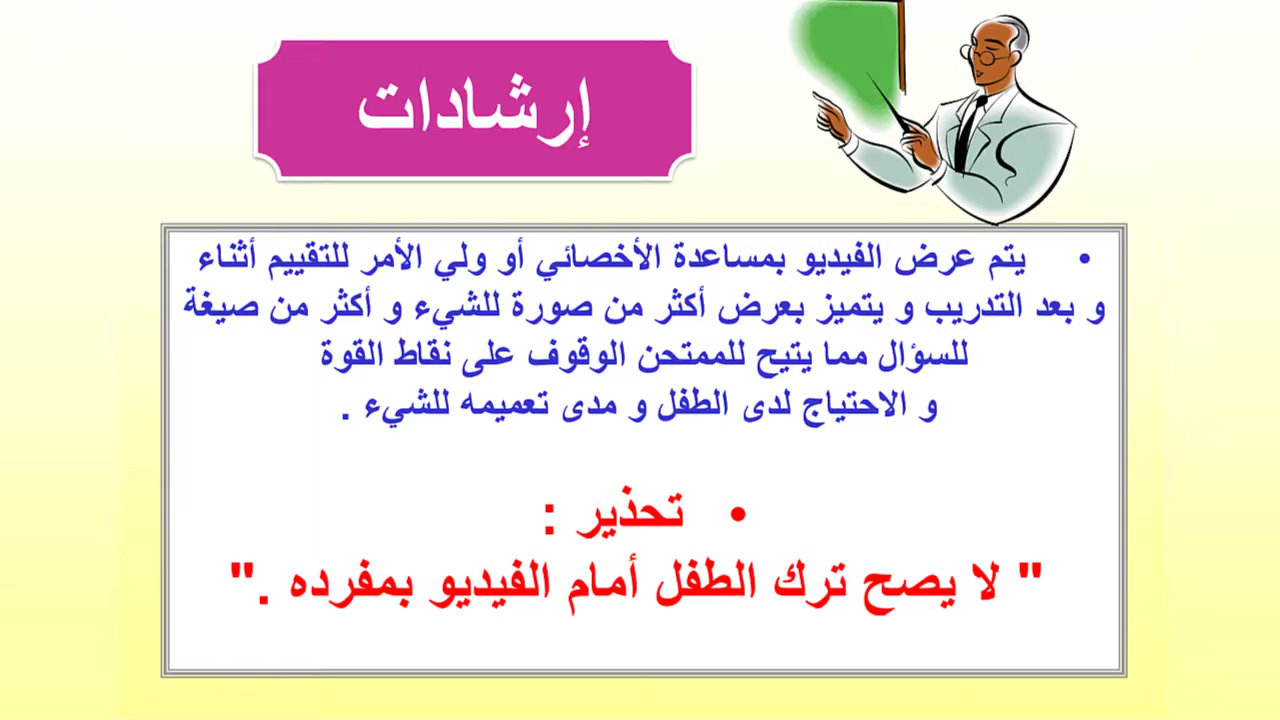 إرشادات
• يتم عرض الفيديو بمساعدة الأخصائي أو ولي الأمر للتقييم أثناء
و بعد التدريب و يتميز بعرض أكثر من صورة للشيء و أكثر من صيغة
للسؤال مما يتيح للممتحن الوقوف على نقاط القوة
و الاحتياج لدى الطفل و مدى تعميمه للشيء .
• تحذير :
" لا يصح ترك الطفل أمام الفيديو بمفرده ."